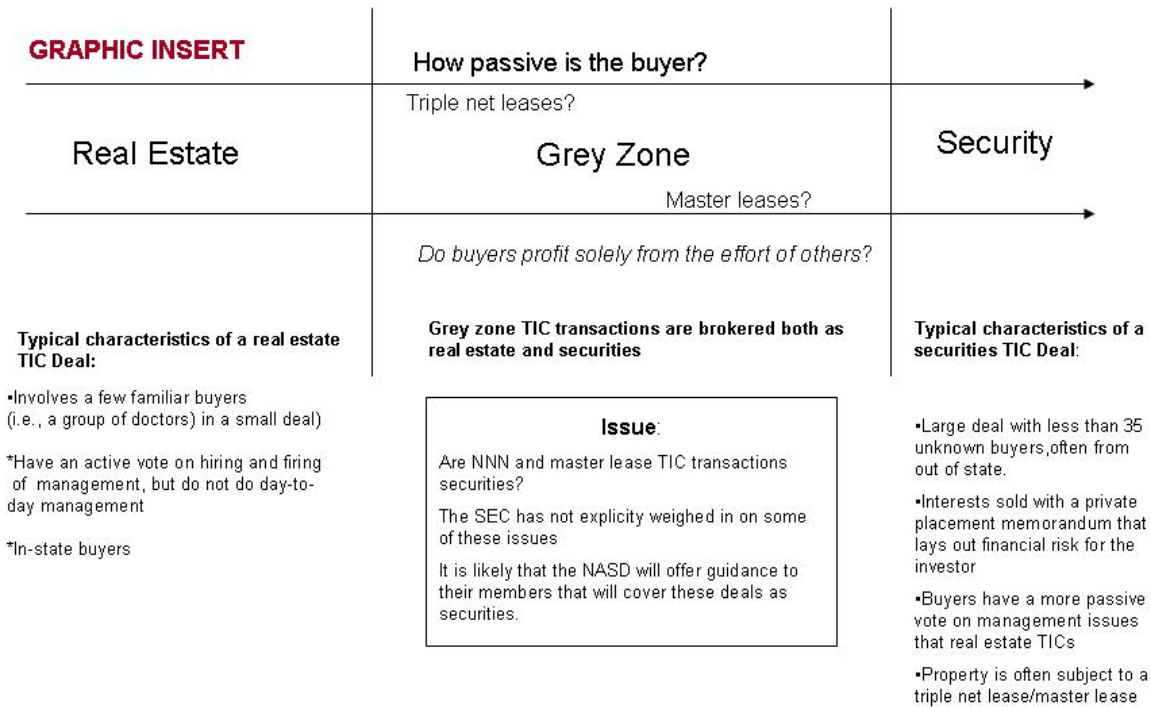 GRAPHIC INSERT
How passive is the buyer?
Triple net leases?
Real Estate
Grey Zone
Security
Master leases?
Do buyers profit solely from the effort of others?
Typical characteristics of a real estate
TIC Deal:
▪Involves a few familiar buyers
(i.e., a group of doctors) in a small deal)
*Have an active vote on hiring and firing
of management, but do not do day-to-
day management
*In-state buyers
Grey zone TIC transactions are brokered both as
real estate and securities
Issue:
Are NNN and master lease TIC transactions
securities?
The SEC has not explicity weighed in on some
of these issues
It is likely that the NASD will offer guidance to
their members that will cover these deals as
securities.
Typical characteristics of a
securities TIC Deal:
▪Large deal with less than 35
unknown buyers,often from
out of state.
▪Interests sold with a private
placement memorandum that
lays out financial risk for the
investor
▪Buyers have a more passive
vote on management issues
that real estate TICs
▪Property is often subject to a
triple net lease/master lease